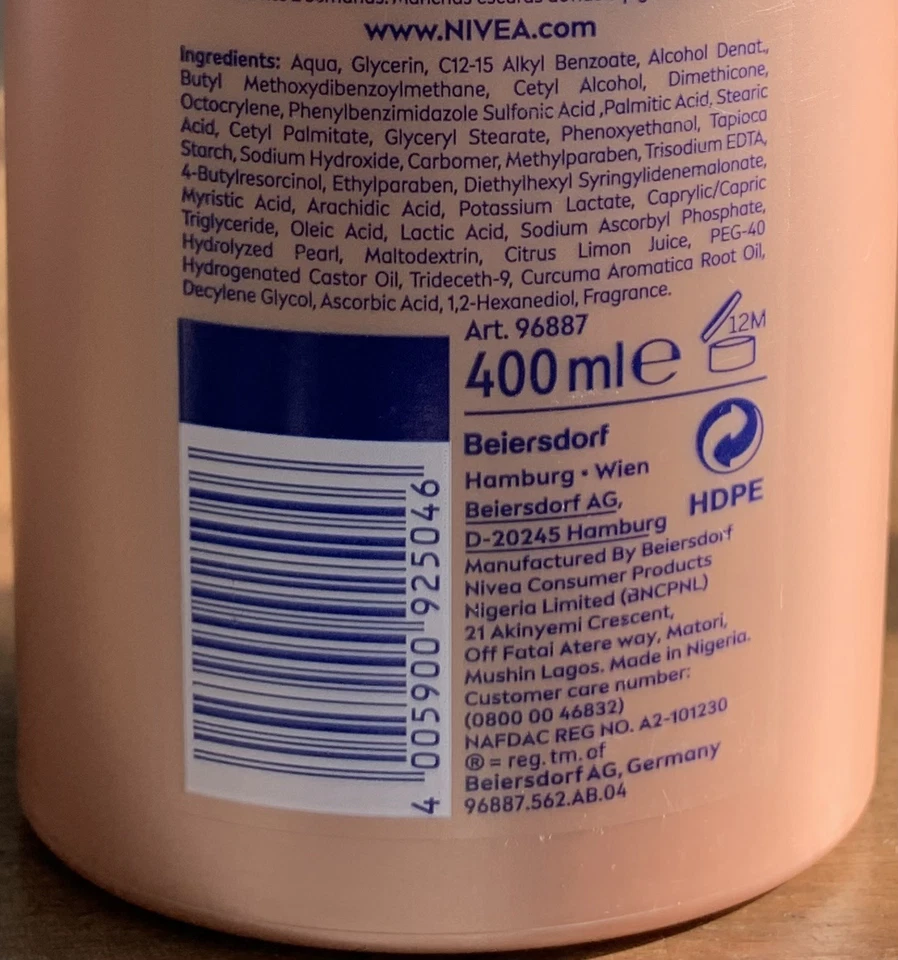 www.NIVEA.com
Ingredients: Aqua, Glycerin, C12-15 Alkyl Benzoate, Alcohol Denat.,
Butyl Methoxydibenzoylmethane, Cetyl Alcohol, Dimethicone,
Octocrylene, Phenylbenzimidazole Sulfonic Acid ,Palmitic Acid, Stearic
Acid, Cetyl Palmitate, Glyceryl Stearate, Phenoxyethanol, Tapioca
Starch, Sodium Hydroxide, Carbomer, Methylparaben, Trisodium EDTA,
4-Butylresorcinol, Ethylparaben, Diethylhexyl Syringylidenemalonate,
Myristic Acid, Arachidic Acid, Potassium Lactate, Caprylic/Capric
Triglyceride, Oleic Acid, Lactic Acid, Sodium Ascorbyl Phosphate,
Hydrolyzed Pearl, Maltodextrin, Citrus Limon Juice, PEG-40
Hydrogenated Castor Oil, Trideceth-9, Curcuma Aromatica Root Oil,
Decylene Glycol, Ascorbic Acid, 1,2-Hexanediol, Fragrance.
Art. 96887
12M
400 ml e
Beiersdorf
Hamburg • Wien
Beiersdorf AG,
D-20245 Hamburg
HDPE
Manufactured By Beiersdorf
Nivea Consumer Products
Nigeria Limited (BNCPNL)
21 Akinyemi Crescent,
Off Fatai Atere way, Matori,
Mushin Lagos. Made in Nigeria.
Customer care number:
(0800 00 46832)
NAFDAC REG NO. A2-101230
® = reg. tm. of
Beiersdorf AG, Germany
96887.562.AB.04
4 005900 925046